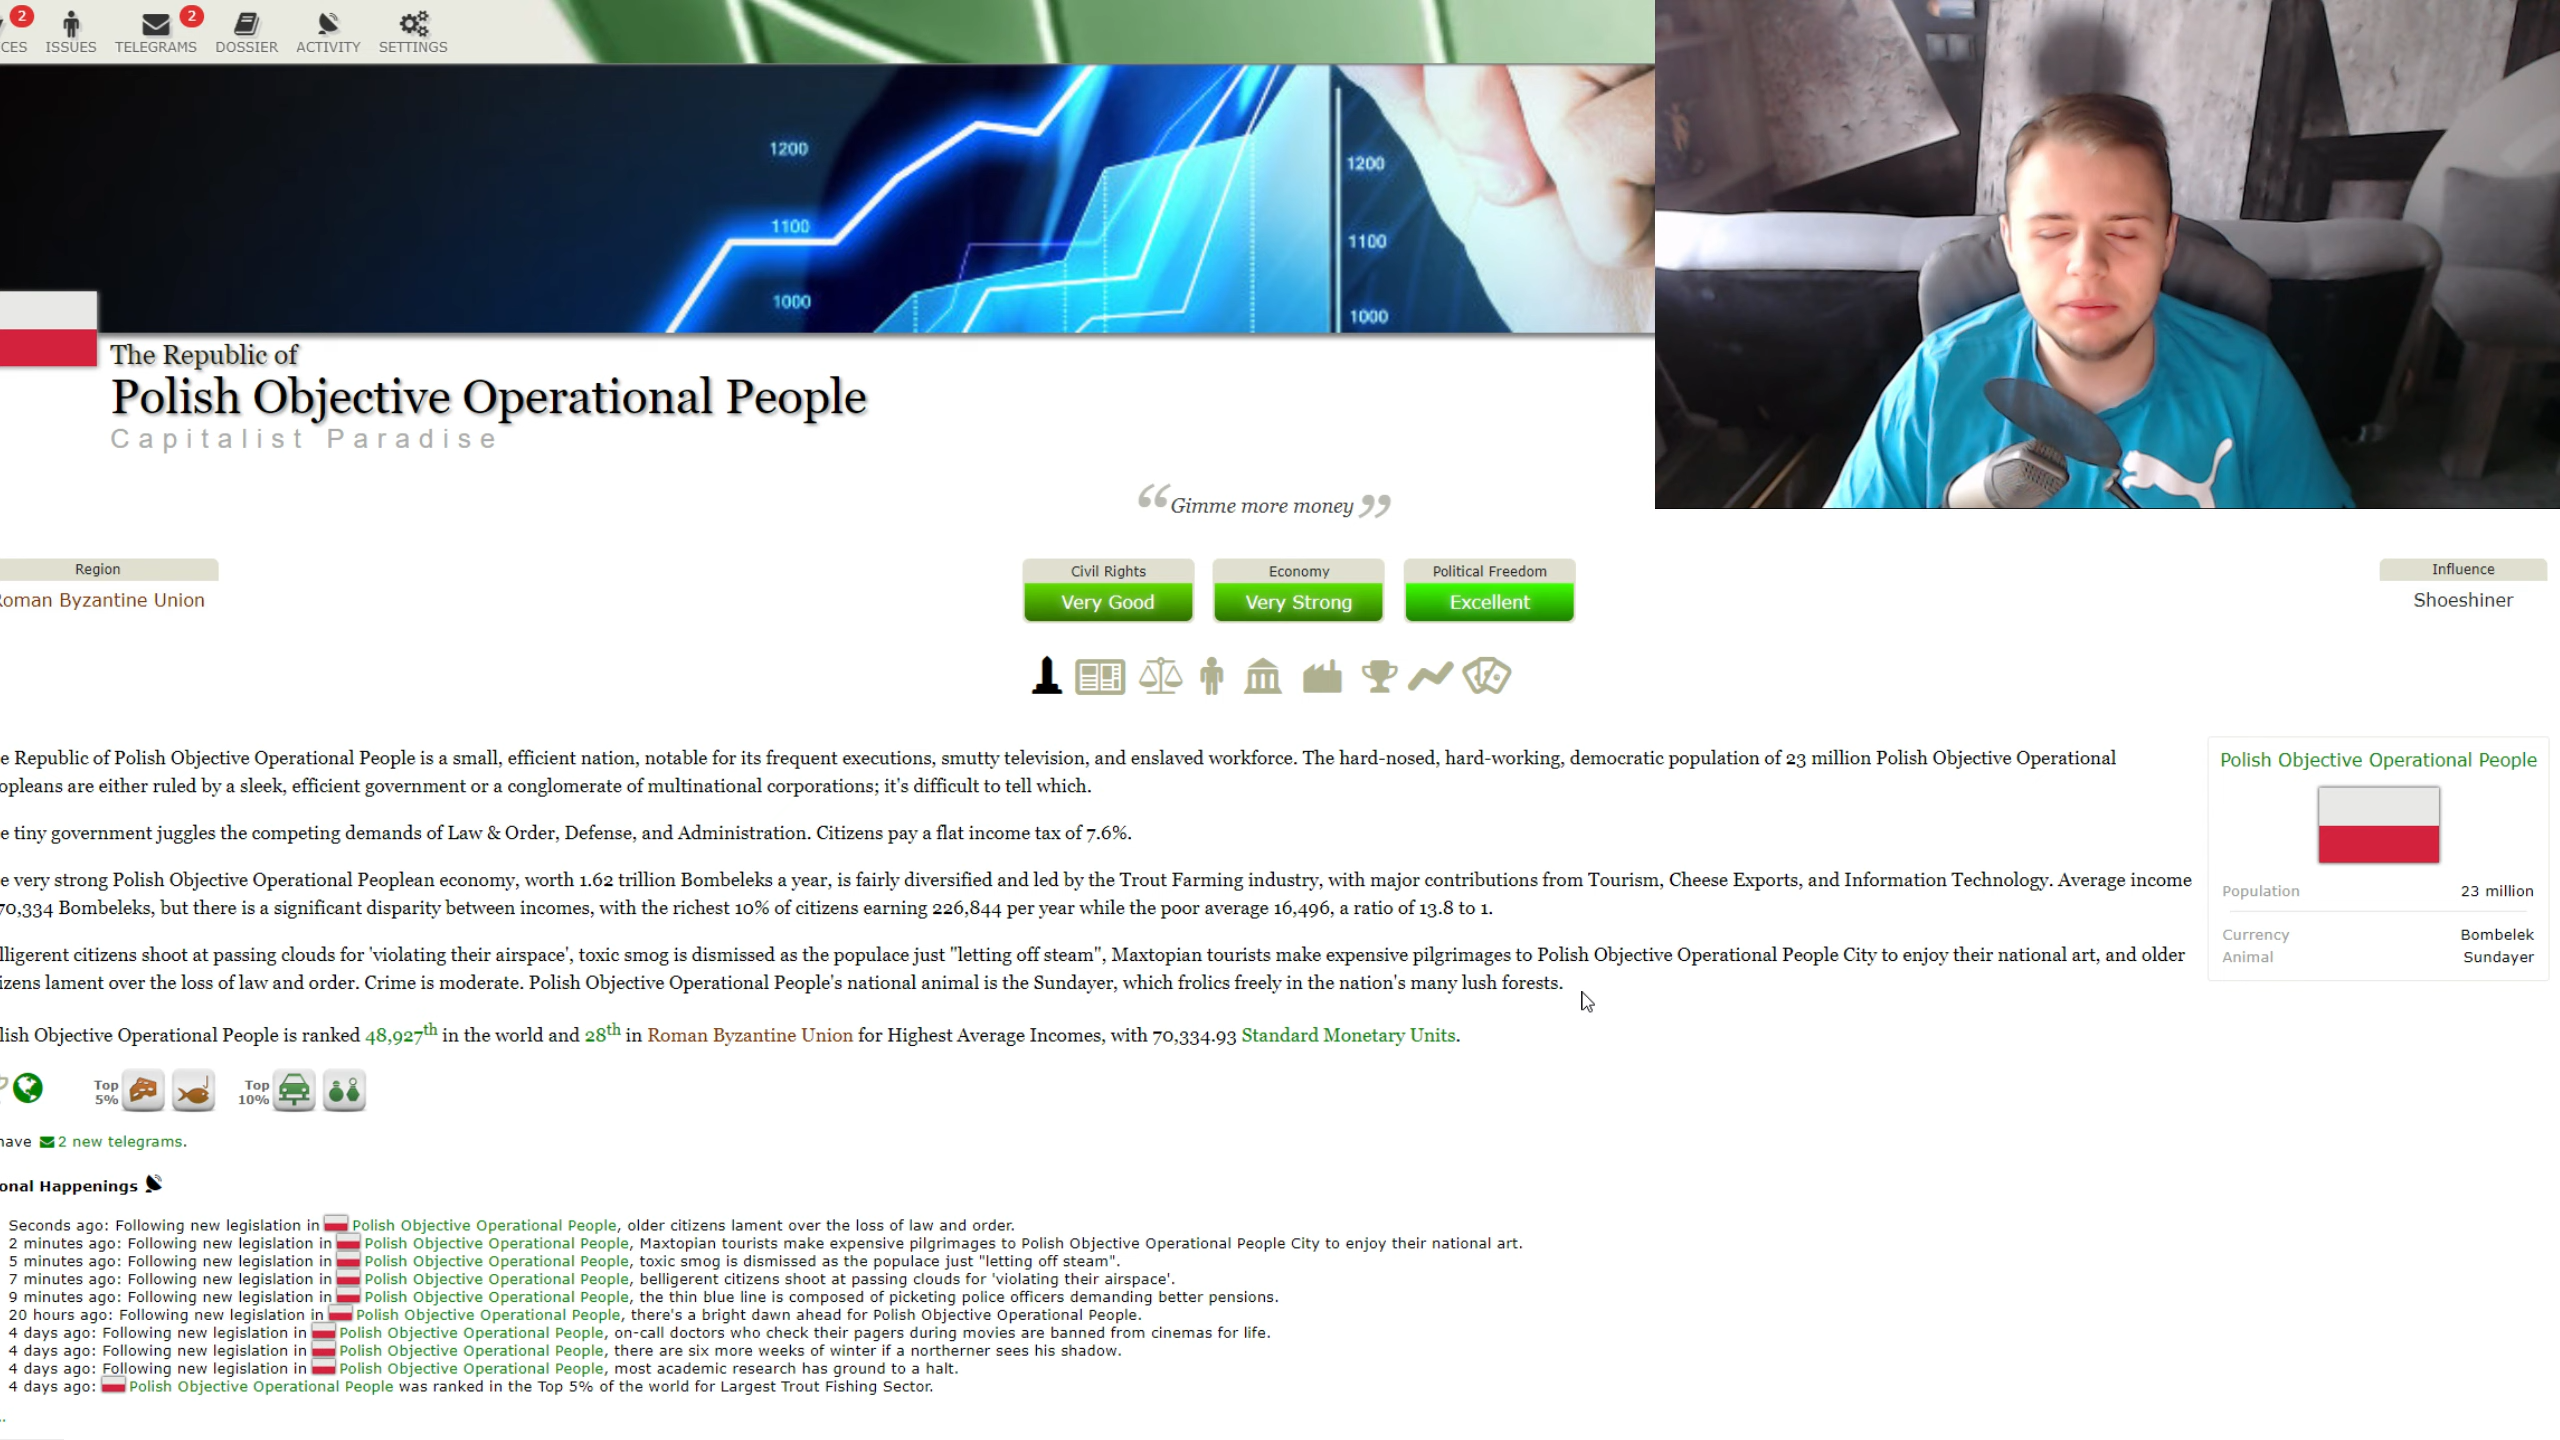 2 2
CES ISSUES TELEGRAMS DOSSIER ACTIVITY SETTINGS
1200 1200
1100 1100
1000 1000
The Republic of
Polish Objective Operational People
Capitalist Paradise
“Gimme more money”
Region Civil Rights Economy Political Freedom Influence
Roman Byzantine Union Very Good Very Strong Excellent Shoeshiner
e Republic of Polish Objective Operational People is a small, efficient nation, notable for its frequent executions, smutty television, and enslaved workforce. The hard-nosed, hard-working, democratic population of 23 million Polish Objective Operational
opleans are either ruled by a sleek, efficient government or a conglomerate of multinational corporations; it's difficult to tell which.
e tiny government juggles the competing demands of Law & Order, Defense, and Administration. Citizens pay a flat income tax of 7.6%.
e very strong Polish Objective Operational Peoplean economy, worth 1.62 trillion Bombeleks a year, is fairly diversified and led by the Trout Farming industry, with major contributions from Tourism, Cheese Exports, and Information Technology. Average income
70,334 Bombeleks, but there is a significant disparity between incomes, with the richest 10% of citizens earning 226,844 per year while the poor average 16,496, a ratio of 13.8 to 1.
lligerent citizens shoot at passing clouds for 'violating their airspace', toxic smog is dismissed as the populace just "letting off steam", Maxtopian tourists make expensive pilgrimages to Polish Objective Operational People City to enjoy their national art, and older
izens lament over the loss of law and order. Crime is moderate. Polish Objective Operational People's national animal is the Sundayer, which frolics freely in the nation's many lush forests.
lish Objective Operational People is ranked 48,927th in the world and 28th in Roman Byzantine Union for Highest Average Incomes, with 70,334.93 Standard Monetary Units.
Polish Objective Operational People
Population 23 million
Currency Bombelek
Animal Sundayer
Top 5% Top 10%
have 2 new telegrams.
onal Happenings
Seconds ago: Following new legislation in Polish Objective Operational People, older citizens lament over the loss of law and order.
2 minutes ago: Following new legislation in Polish Objective Operational People, Maxtopian tourists make expensive pilgrimages to Polish Objective Operational People City to enjoy their national art.
5 minutes ago: Following new legislation in Polish Objective Operational People, toxic smog is dismissed as the populace just "letting off steam".
7 minutes ago: Following new legislation in Polish Objective Operational People, belligerent citizens shoot at passing clouds for 'violating their airspace'.
9 minutes ago: Following new legislation in Polish Objective Operational People, the thin blue line is composed of picketing police officers demanding better pensions.
20 hours ago: Following new legislation in Polish Objective Operational People, there's a bright dawn ahead for Polish Objective Operational People.
4 days ago: Following new legislation in Polish Objective Operational People, on-call doctors who check their pagers during movies are banned from cinemas for life.
4 days ago: Following new legislation in Polish Objective Operational People, there are six more weeks of winter if a northerner sees his shadow.
4 days ago: Following new legislation in Polish Objective Operational People, most academic research has ground to a halt.
4 days ago: Polish Objective Operational People was ranked in the Top 5% of the world for Largest Trout Fishing Sector.